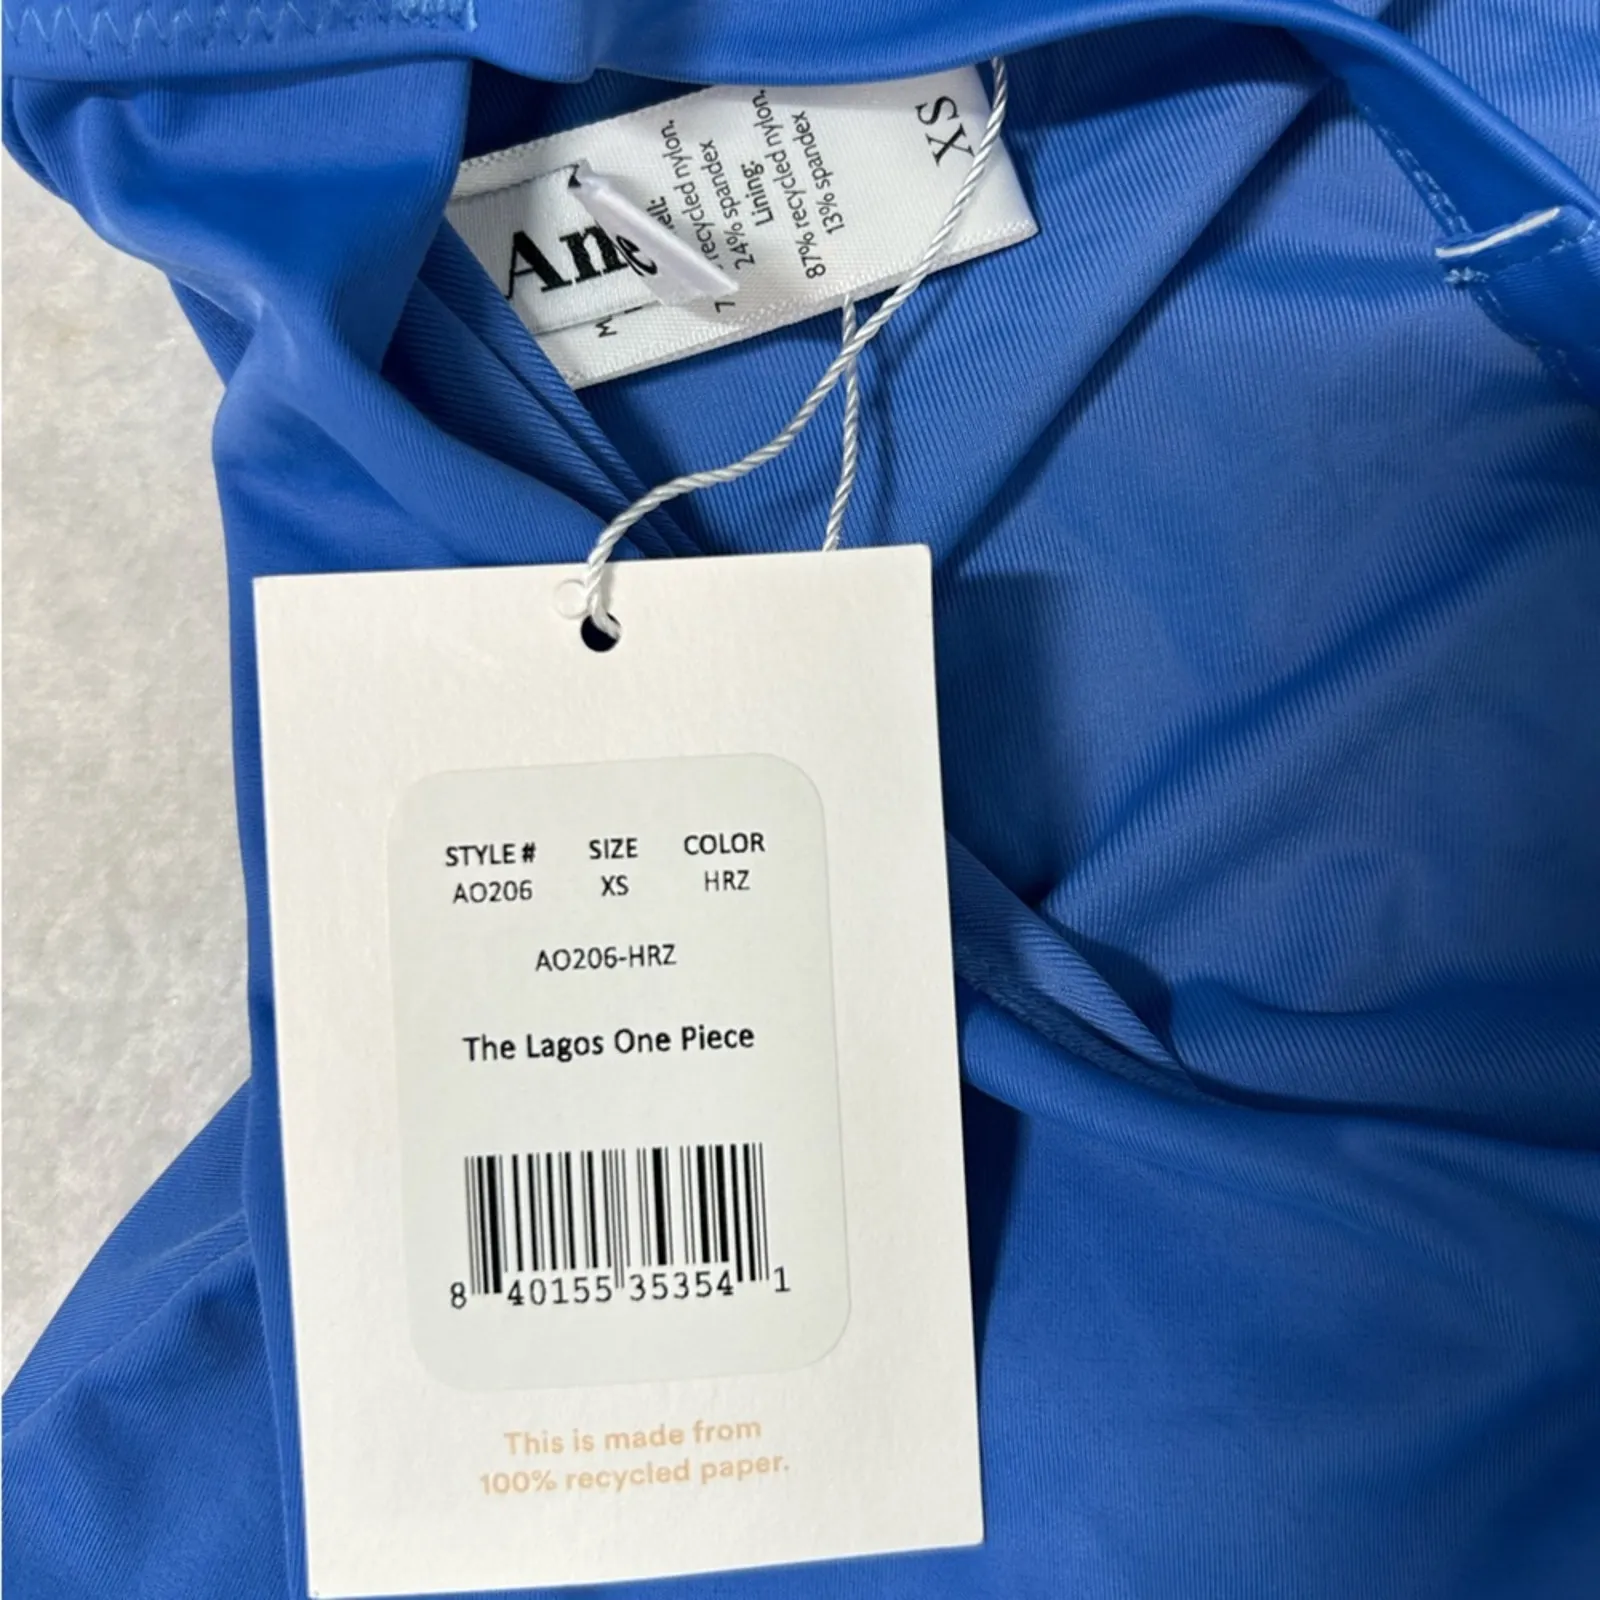 XS
Shell:
recycled nylon,
24% spandex
Lining:
87% recycled nylon,
13% spandex
STYLE # SIZE COLOR
AO206 XS HRZ
AO206-HRZ
The Lagos One Piece
8 40155 35354 1
This is made from
100% recycled paper.